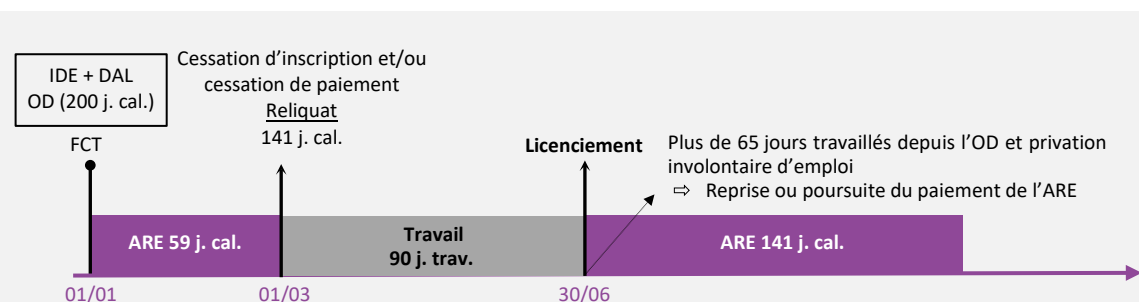 IDE + DAL
OD (200 j. cal.)
FCT
Cessation d’inscription et/ou
cessation de paiement
Reliquat
141 j. cal.
Licenciement
Plus de 65 jours travaillés depuis l’OD et privation
involontaire d’emploi
⇨ Reprise ou poursuite du paiement de l’ARE
ARE 59 j. cal.
Travail
90 j. trav.
ARE 141 j. cal.
01/01
01/03
30/06